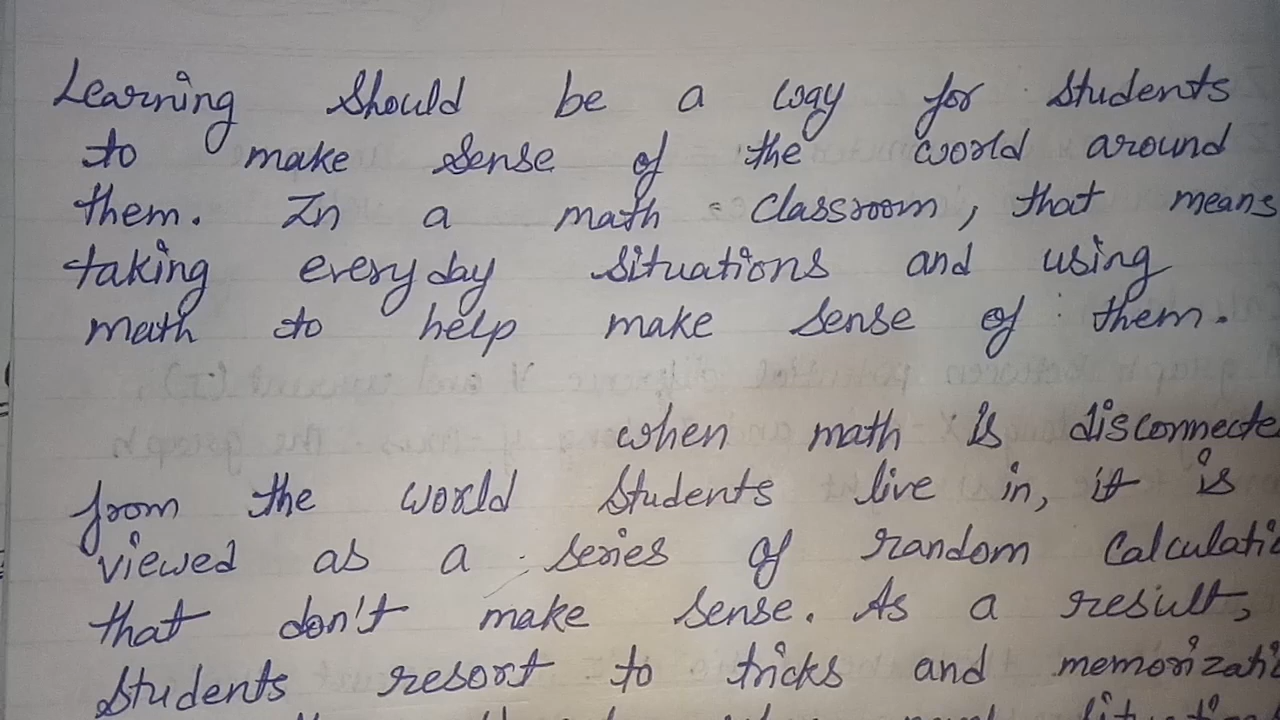 Learning should be a way for students
to make sense of the world around
them. In a math classroom, that means
taking everyday situations and using
math to help make sense of them.
when math is disconnecte
from the world students live in, it is
viewed as a series of random calculati
that don't make sense. As a result,
students resort to tricks and memorizati